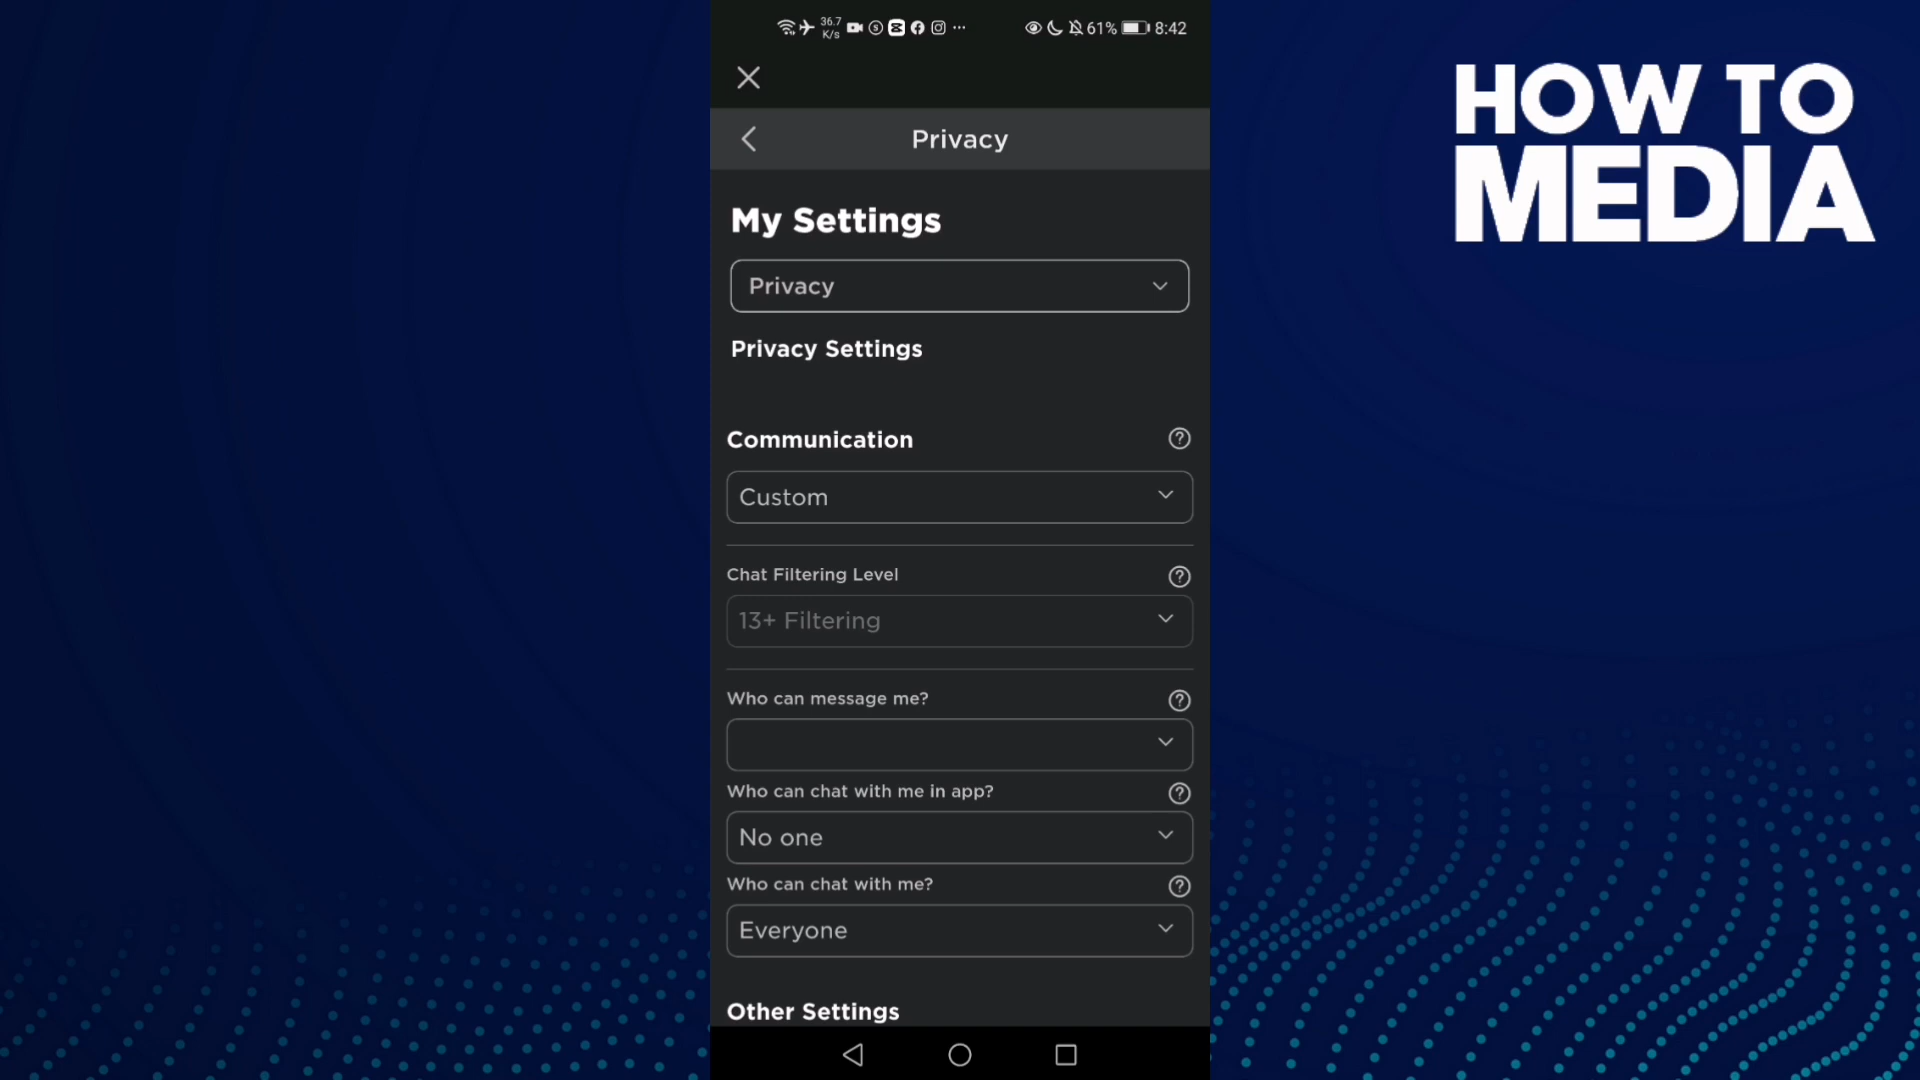 36.7
K/s
61%
8:42
HOW TO
MEDIA
Privacy
My Settings
Privacy
Privacy Settings
Communication
Custom
Chat Filtering Level
13+ Filtering
Who can message me?
Who can chat with me in app?
No one
Who can chat with me?
Everyone
Other Settings